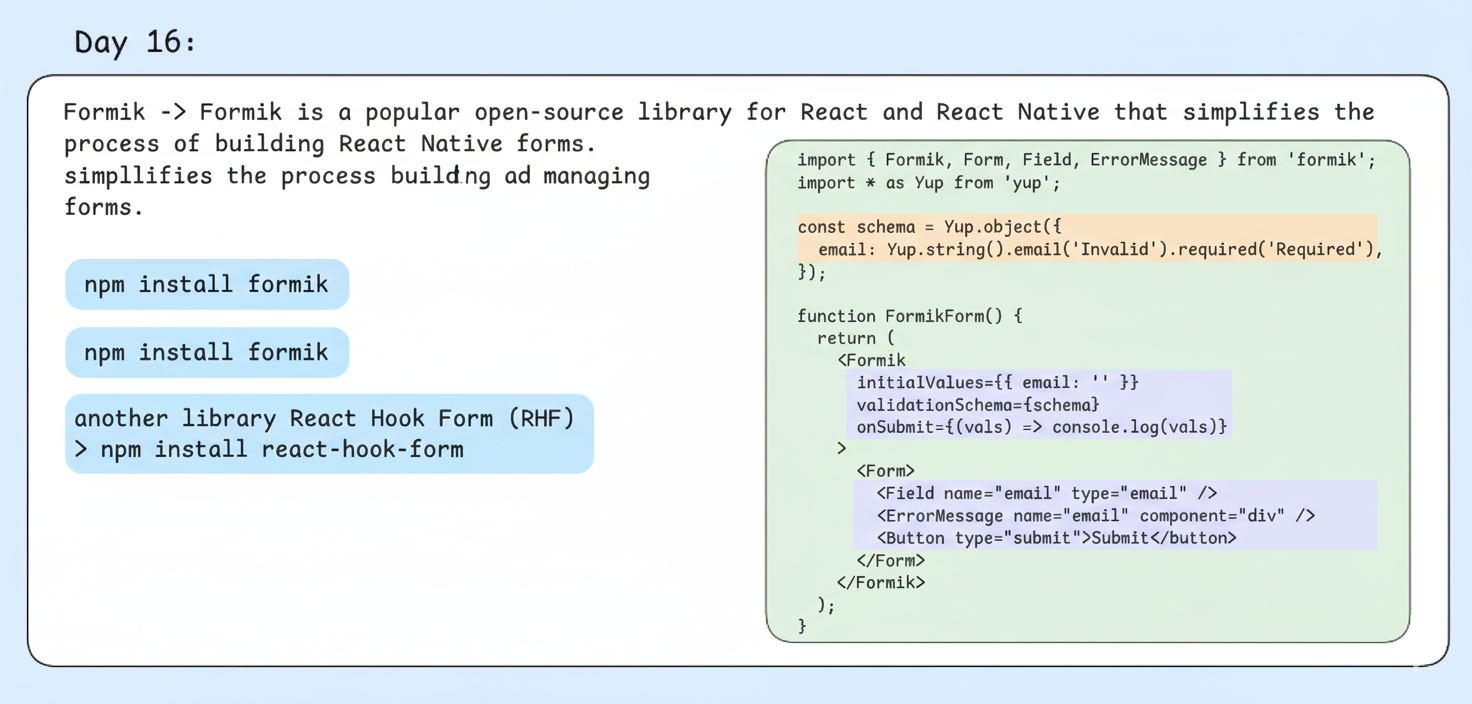 Day 16:
Formik -> Formik is a popular open-source library for React and React Native that simplifies the
process of building React Native forms.
simpllifies the process buildng ad managing
forms.
npm install formik
npm install formik
another library React Hook Form (RHF)
> npm install react-hook-form
import { Formik, Form, Field, ErrorMessage } from 'formik';
import * as Yup from 'yup';
const schema = Yup.object({
  email: Yup.string().email('Invalid').required('Required'),
});
function FormikForm() {
  return (
    <Formik
      initialValues={{ email: '' }}
      validationSchema={schema}
      onSubmit={(vals) => console.log(vals)}
    >
      <Form>
        <Field name="email" type="email" />
        <ErrorMessage name="email" component="div" />
        <Button type="submit">Submit</button>
      </Form>
    </Formik>
  );
}